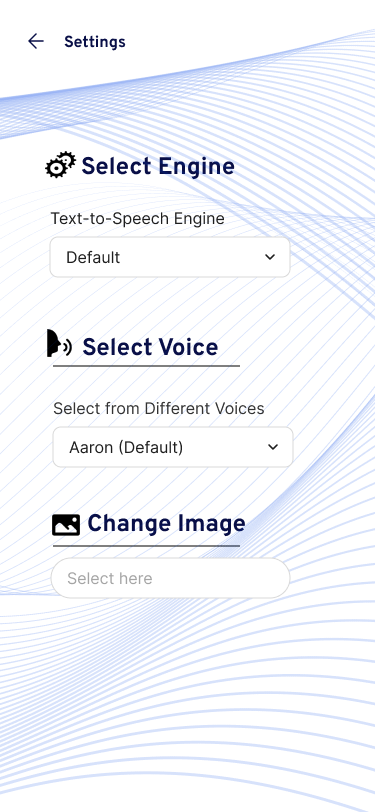 Settings
Select Engine
Text-to-Speech Engine
Default
Select Voice
Select from Different Voices
Aaron (Default)
Change Image
Select here